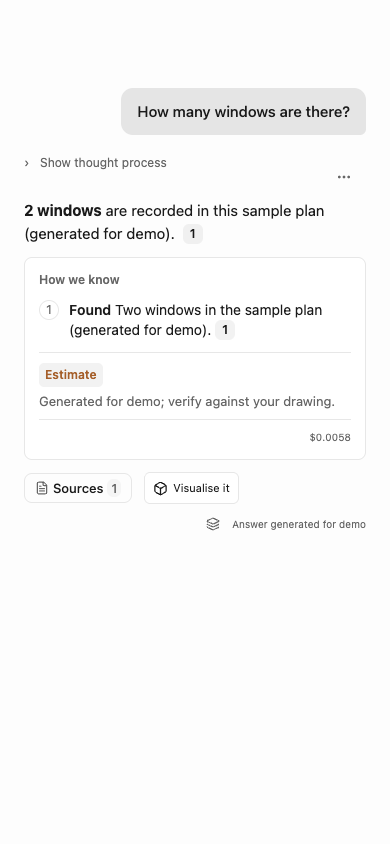 How many windows are there?
› Show thought process
2 windows are recorded in this sample plan
(generated for demo). 1
How we know
1 Found Two windows in the sample plan
(generated for demo). 1
Estimate
Generated for demo; verify against your drawing.
$0.0058
Sources 1 Visualise it
Answer generated for demo